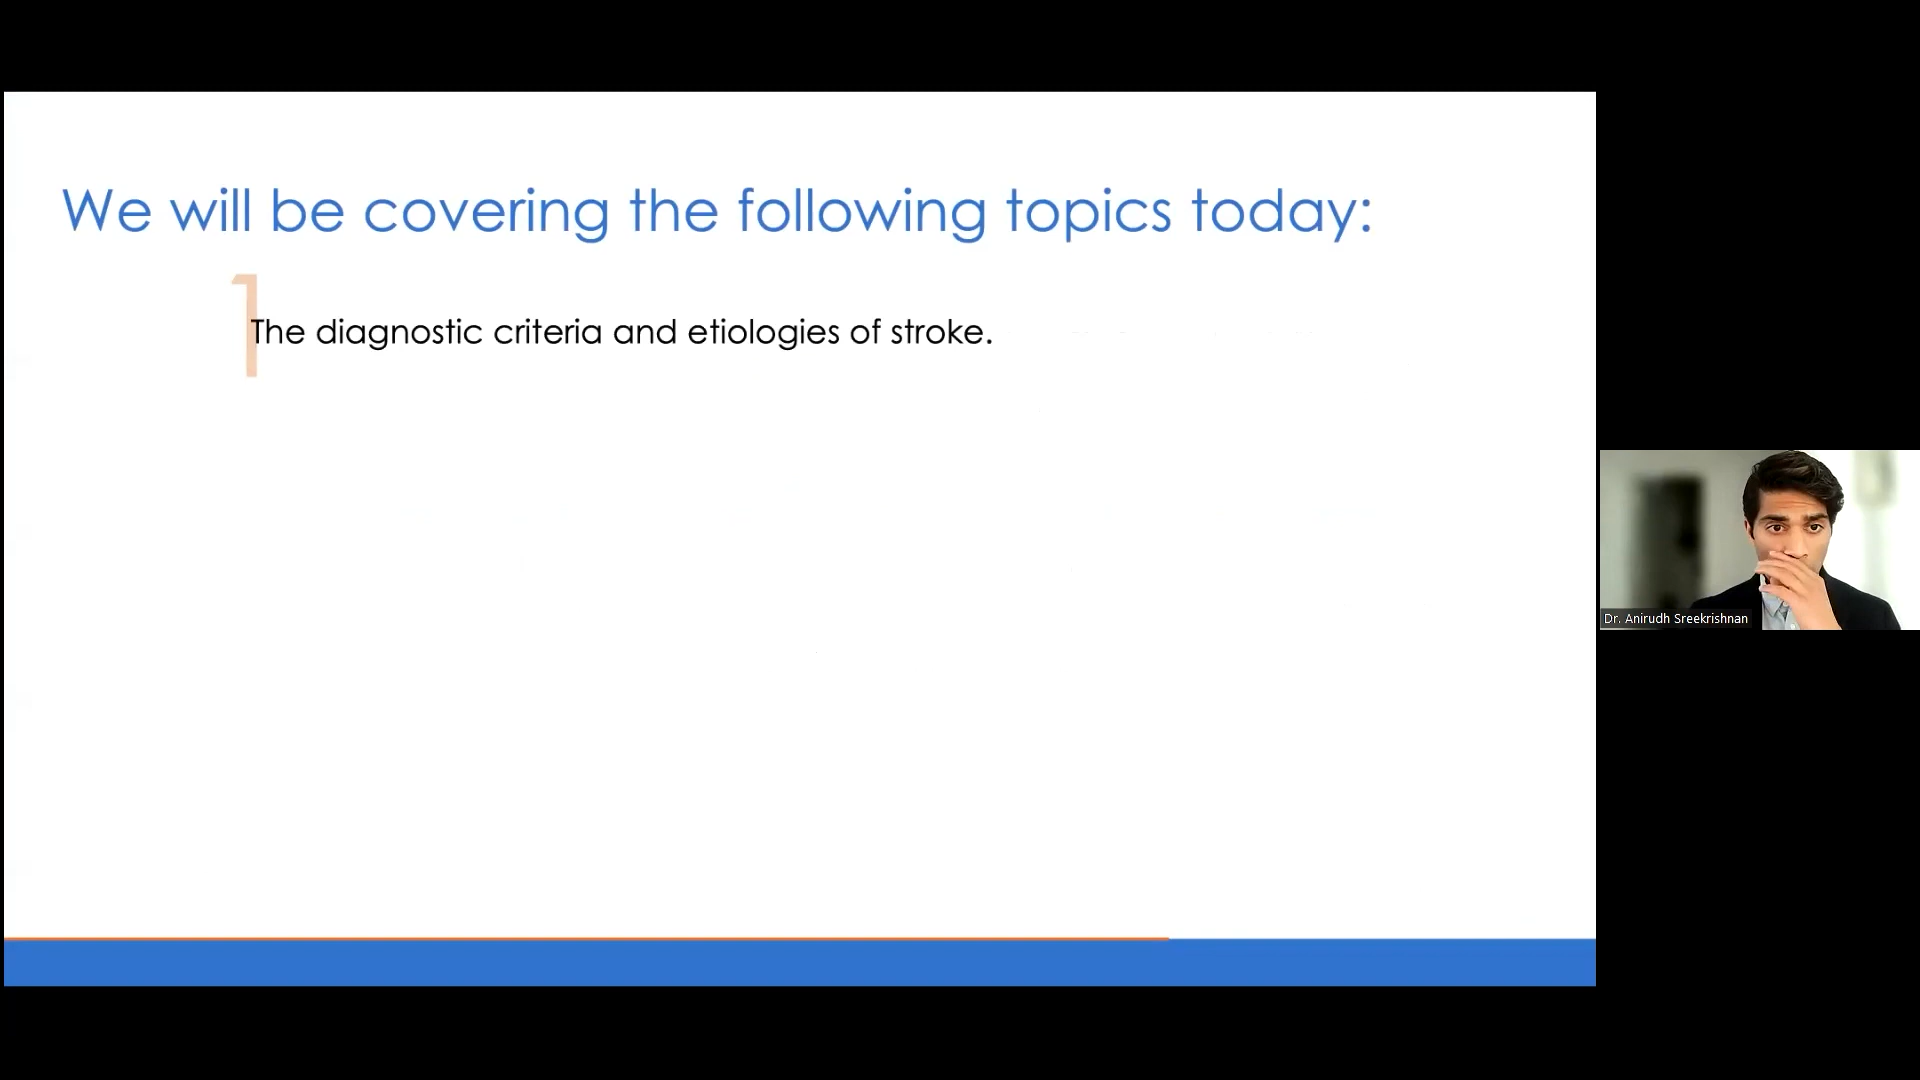 We will be covering the following topics today:
1
The diagnostic criteria and etiologies of stroke.
Dr. Anirudh Sreekrishnan